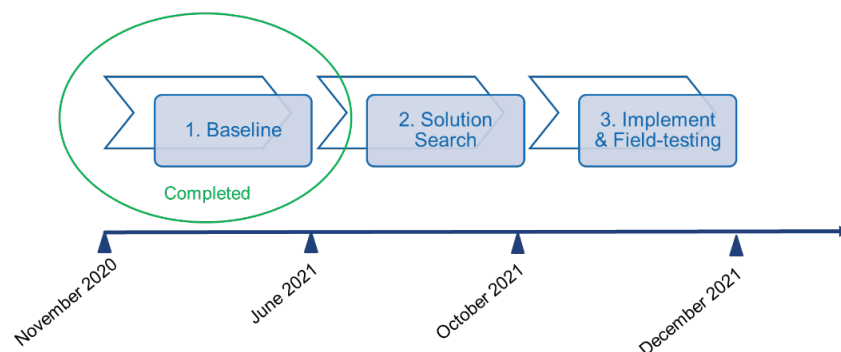 1. Baseline
2. Solution
Search
3. Implement
& Field-testing
Completed
November 2020
June 2021
October 2021
December 2021